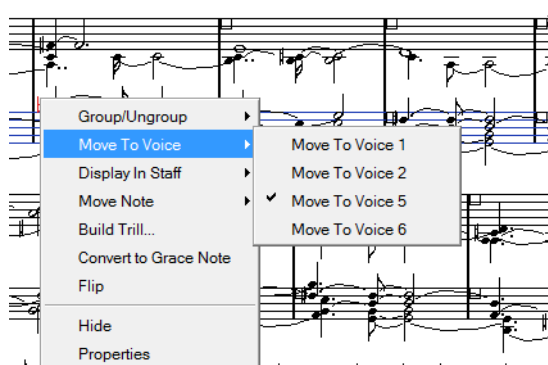 Group/Ungroup
Move To Voice
Display In Staff
Move Note
Build Trill...
Convert to Grace Note
Flip
Hide
Properties
Move To Voice 1
Move To Voice 2
Move To Voice 5
Move To Voice 6